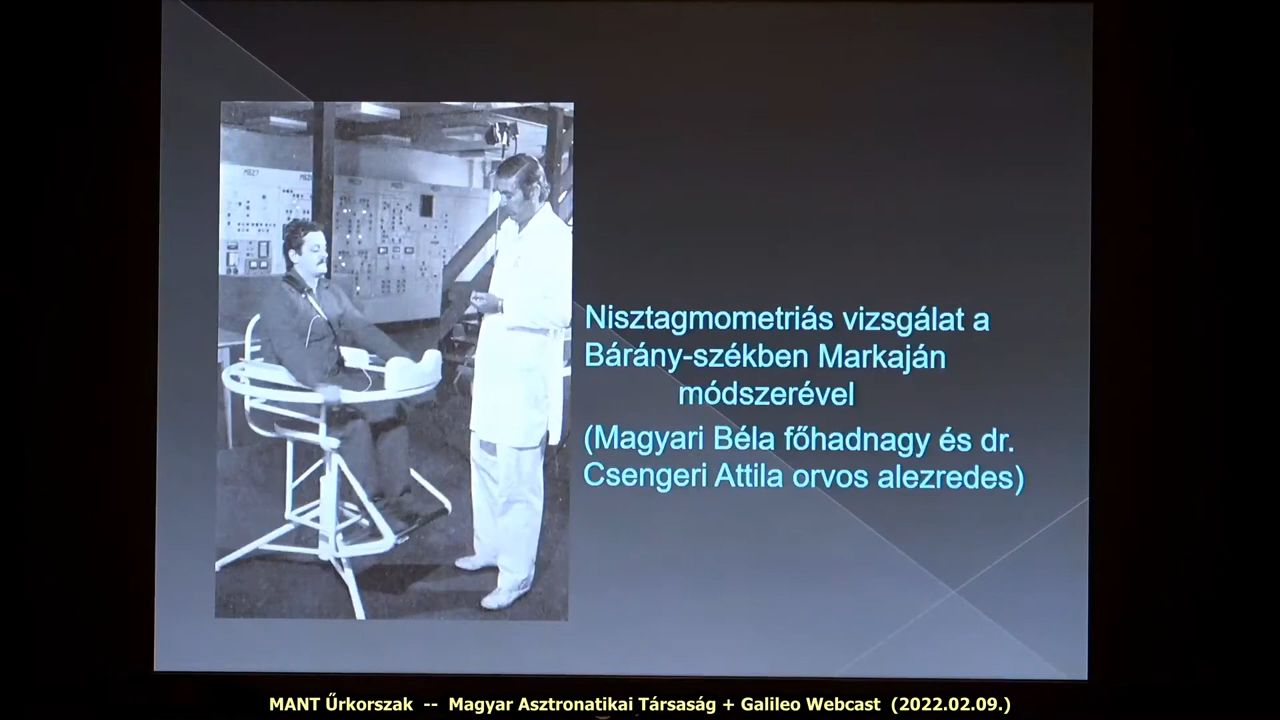 Nisztagmometriás vizsgálat a
Bárány-székben Markaján
módszerével
(Magyari Béla főhadnagy és dr.
Csengeri Attila orvos alezredes)
MANT Űrkorszak -- Magyar Asztronatikai Társaság + Galileo Webcast (2022.02.09.)